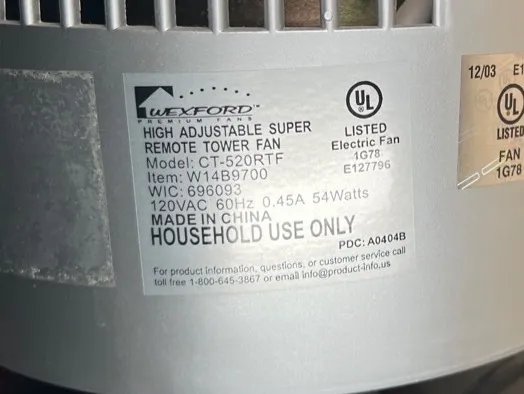 WEXFORD™
PREMIUM FANS
HIGH ADJUSTABLE SUPER
REMOTE TOWER FAN
Model: CT-520RTF
Item: W14B9700
WIC: 696093
120VAC 60Hz 0.45A 54Watts
MADE IN CHINA
HOUSEHOLD USE ONLY
PDC: A0404B
For product information, questions, or customer service call
toll free 1-800-645-3867 or email info@product-info.us
UL
LISTED
Electric Fan
1G78
E127796
12/03 E1
UL
LISTED
FAN
1G78